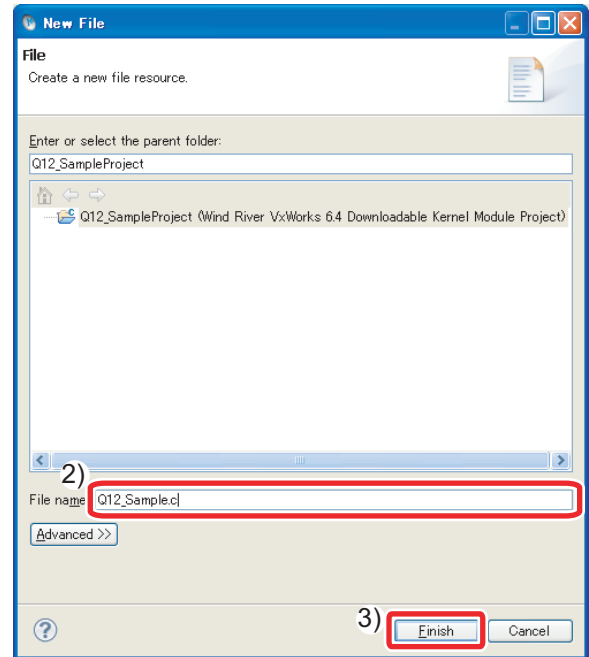 New File
File
Create a new file resource.
Enter or select the parent folder:
Q12_SampleProject
Q12_SampleProject (Wind River VxWorks 6.4 Downloadable Kernel Module Project)
2)
File name: Q12_Sample.c
Advanced >>
?
3)
Finish
Cancel